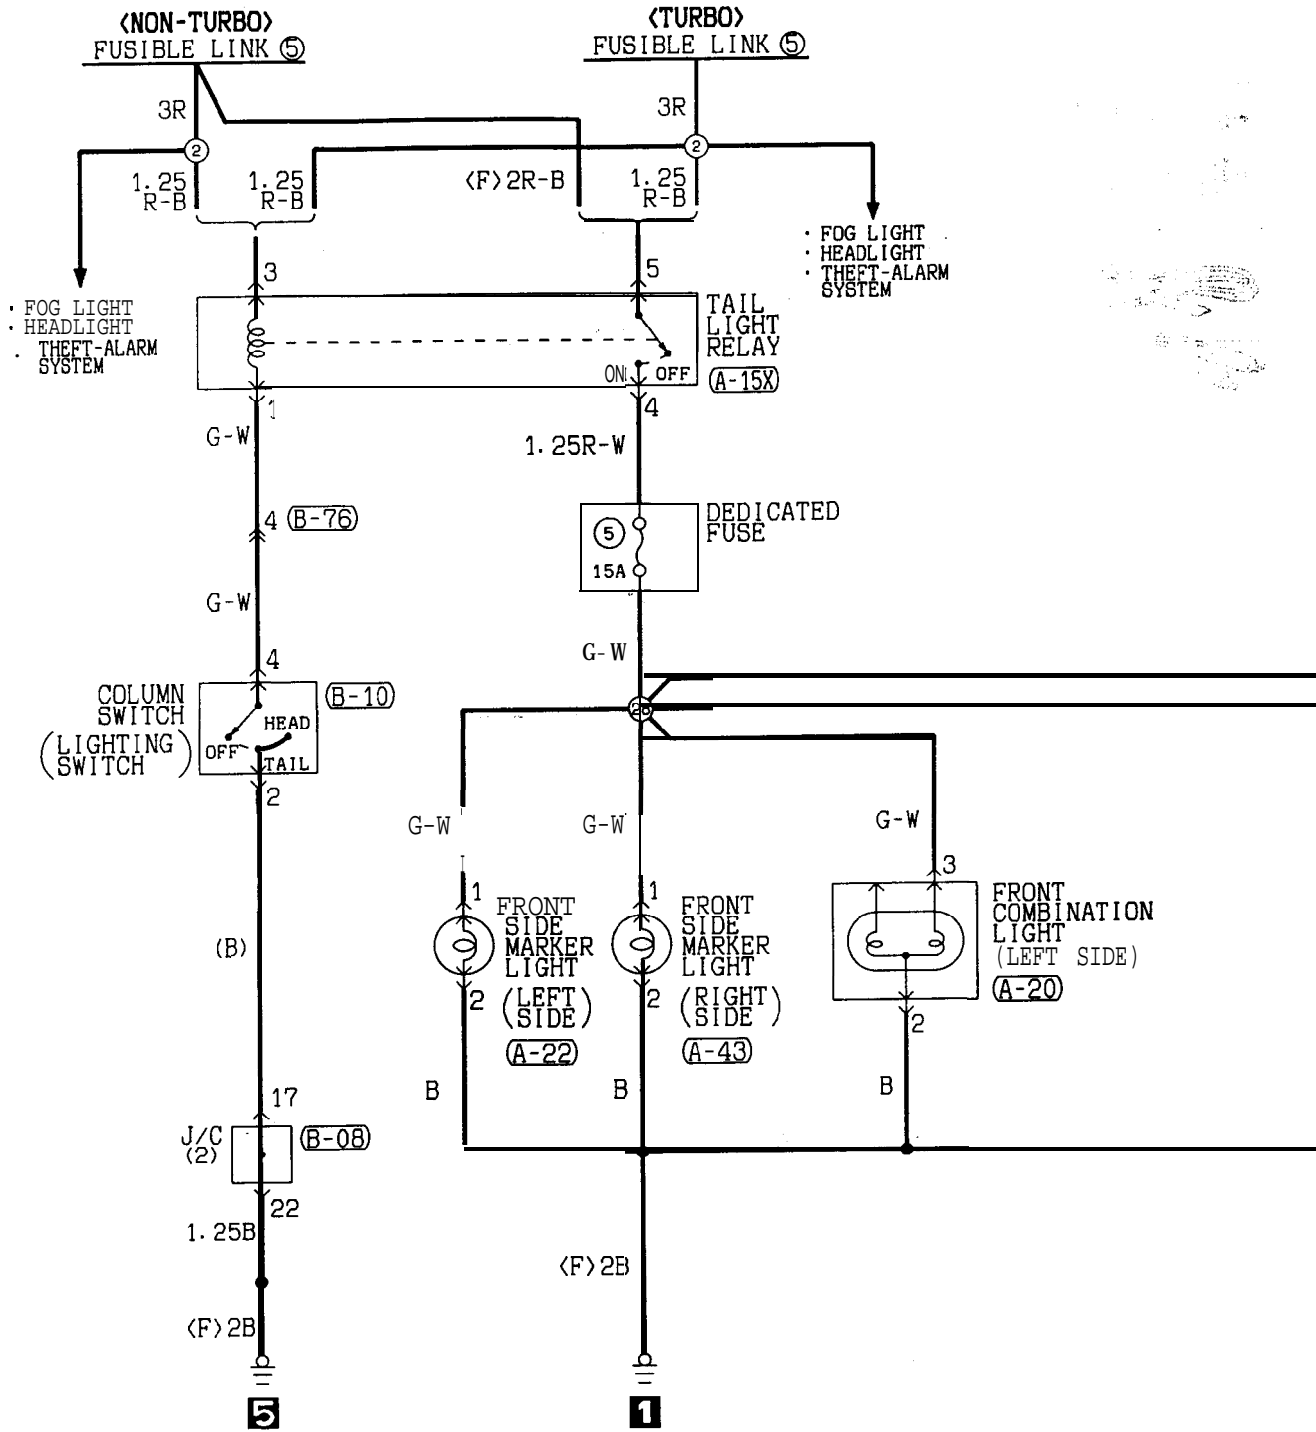 <NON-TURBO>
FUSIBLE LINK ⑤
<TURBO>
FUSIBLE LINK ⑤
3R
3R
2
2
1.25
R-B
1.25
R-B
<F>2R-B
1.25
R-B
· FOG LIGHT
· HEADLIGHT
· THEFT-ALARM
SYSTEM
· FOG LIGHT
· HEADLIGHT
. THEFT-ALARM
SYSTEM
3
5
TAIL
LIGHT
RELAY
(A-15X)
ON
OFF
1
4
G-W
1.25R-W
4
(B-76)
DEDICATED
FUSE
5
15A
G-W
G-W
4
COLUMN
SWITCH
(LIGHTING
SWITCH)
(B-10)
HEAD
OFF
TAIL
2
28
G-W
G-W
G-W
1
1
3
FRONT
SIDE
MARKER
LIGHT
(LEFT
SIDE)
(A-22)
FRONT
SIDE
MARKER
LIGHT
(RIGHT
SIDE)
(A-43)
FRONT
COMBINATION
LIGHT
(LEFT SIDE)
(A-20)
2
2
2
(B)
B
B
B
17
J/C
(2)
(B-08)
22
1.25B
<F>2B
<F>2B
5
1